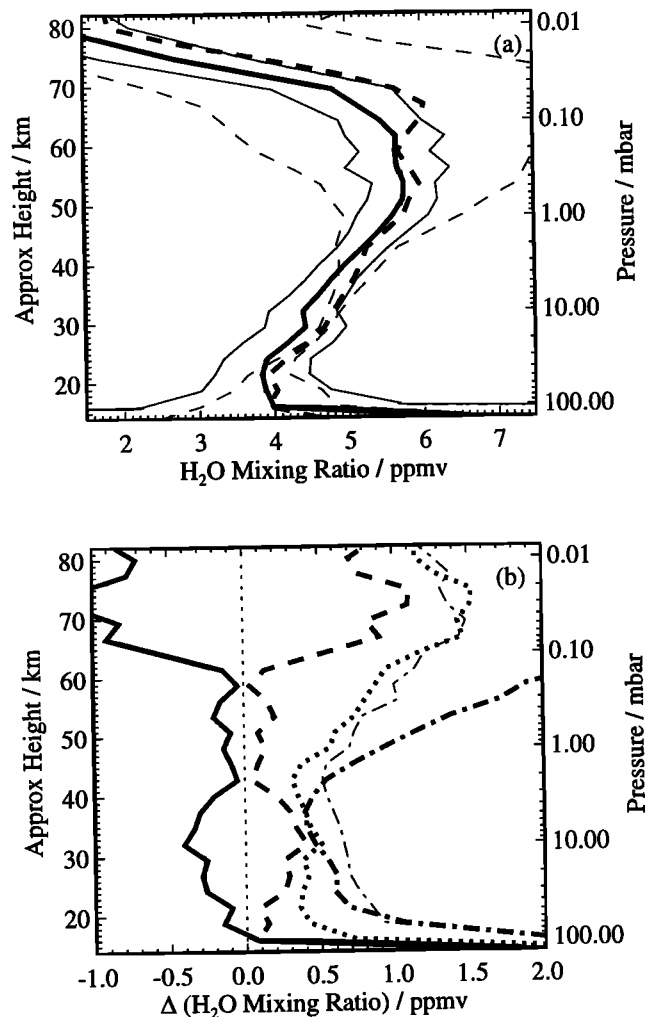 (a)
80
70
60
50
40
30
20
Approx Height / km
0.01
0.10
1.00
10.00
100.00
Pressure / mbar
2 3 4 5 6 7
H₂O Mixing Ratio / ppmv
(b)
80
70
60
50
40
30
20
Approx Height / km
0.01
0.10
1.00
10.00
100.00
Pressure / mbar
-1.0 -0.5 0.0 0.5 1.0 1.5 2.0
Δ (H₂O Mixing Ratio) / ppmv